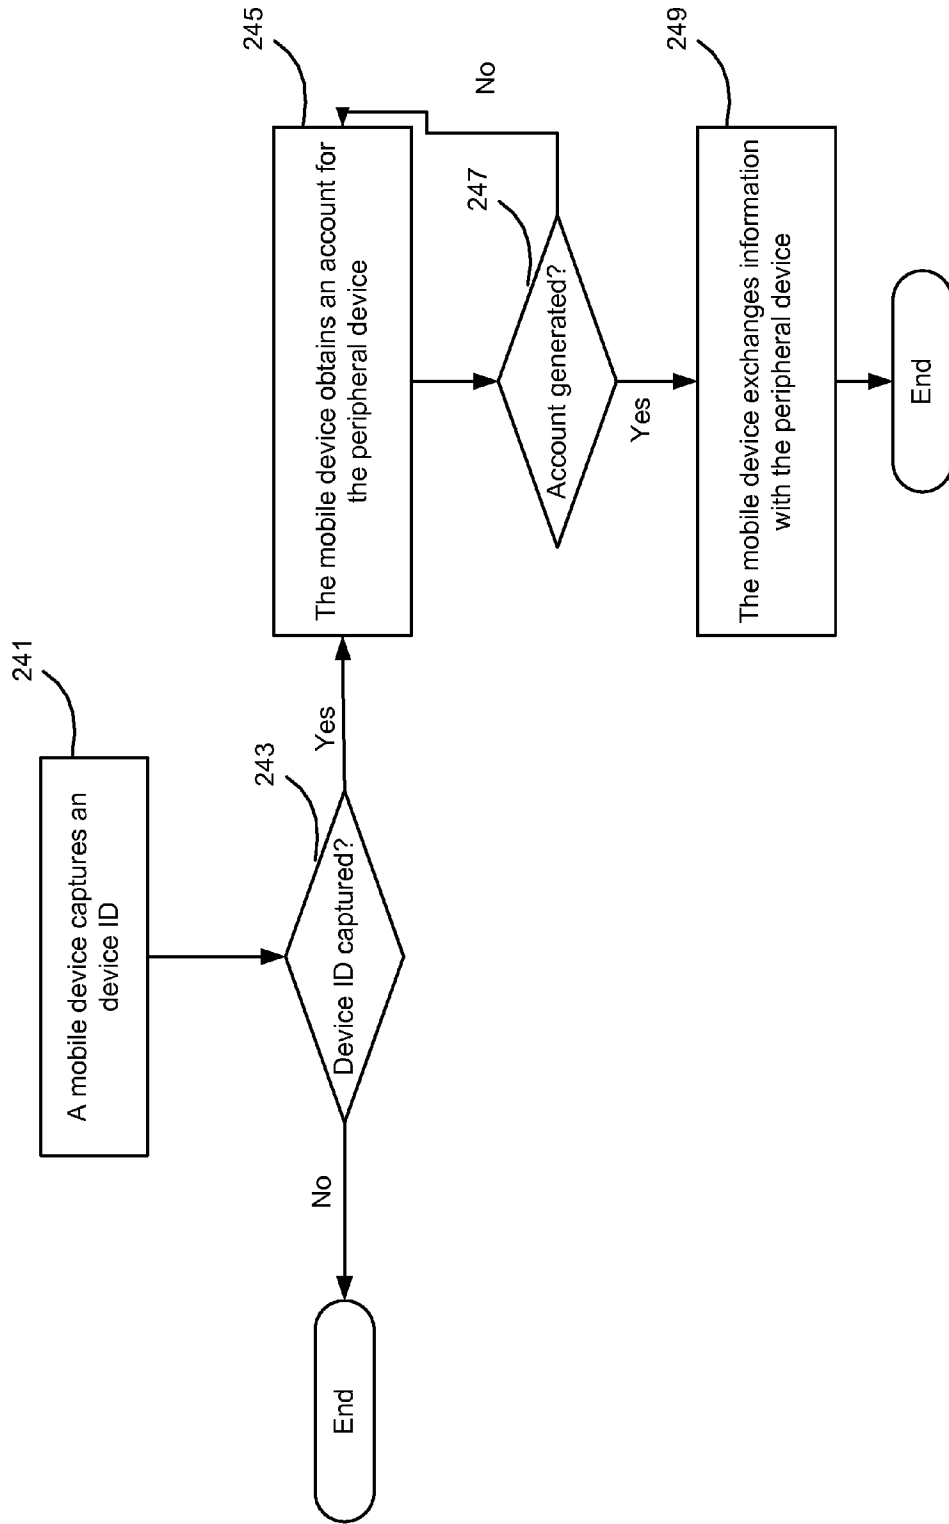 241
A mobile device captures an
device ID
243
Device ID captured?
No
End
Yes
245
The mobile device obtains an account for
the peripheral device
247
Account generated?
No
Yes
249
The mobile device exchanges information
with the peripheral device
End